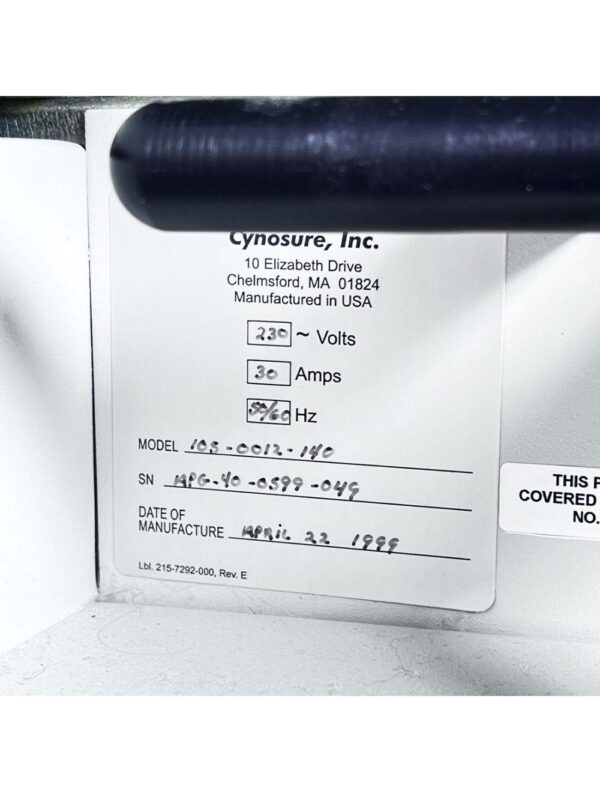 Cynosure, Inc.
10 Elizabeth Drive
Chelmsford, MA 01824
Manufactured in USA
230 ~ Volts
30 Amps
50/60 Hz
MODEL 105-0012-140
SN APG-40-0599-049
DATE OF
MANUFACTURE APRIL 22 1999
Lbl. 215-7292-000, Rev. E
THIS
COVERED
NO.